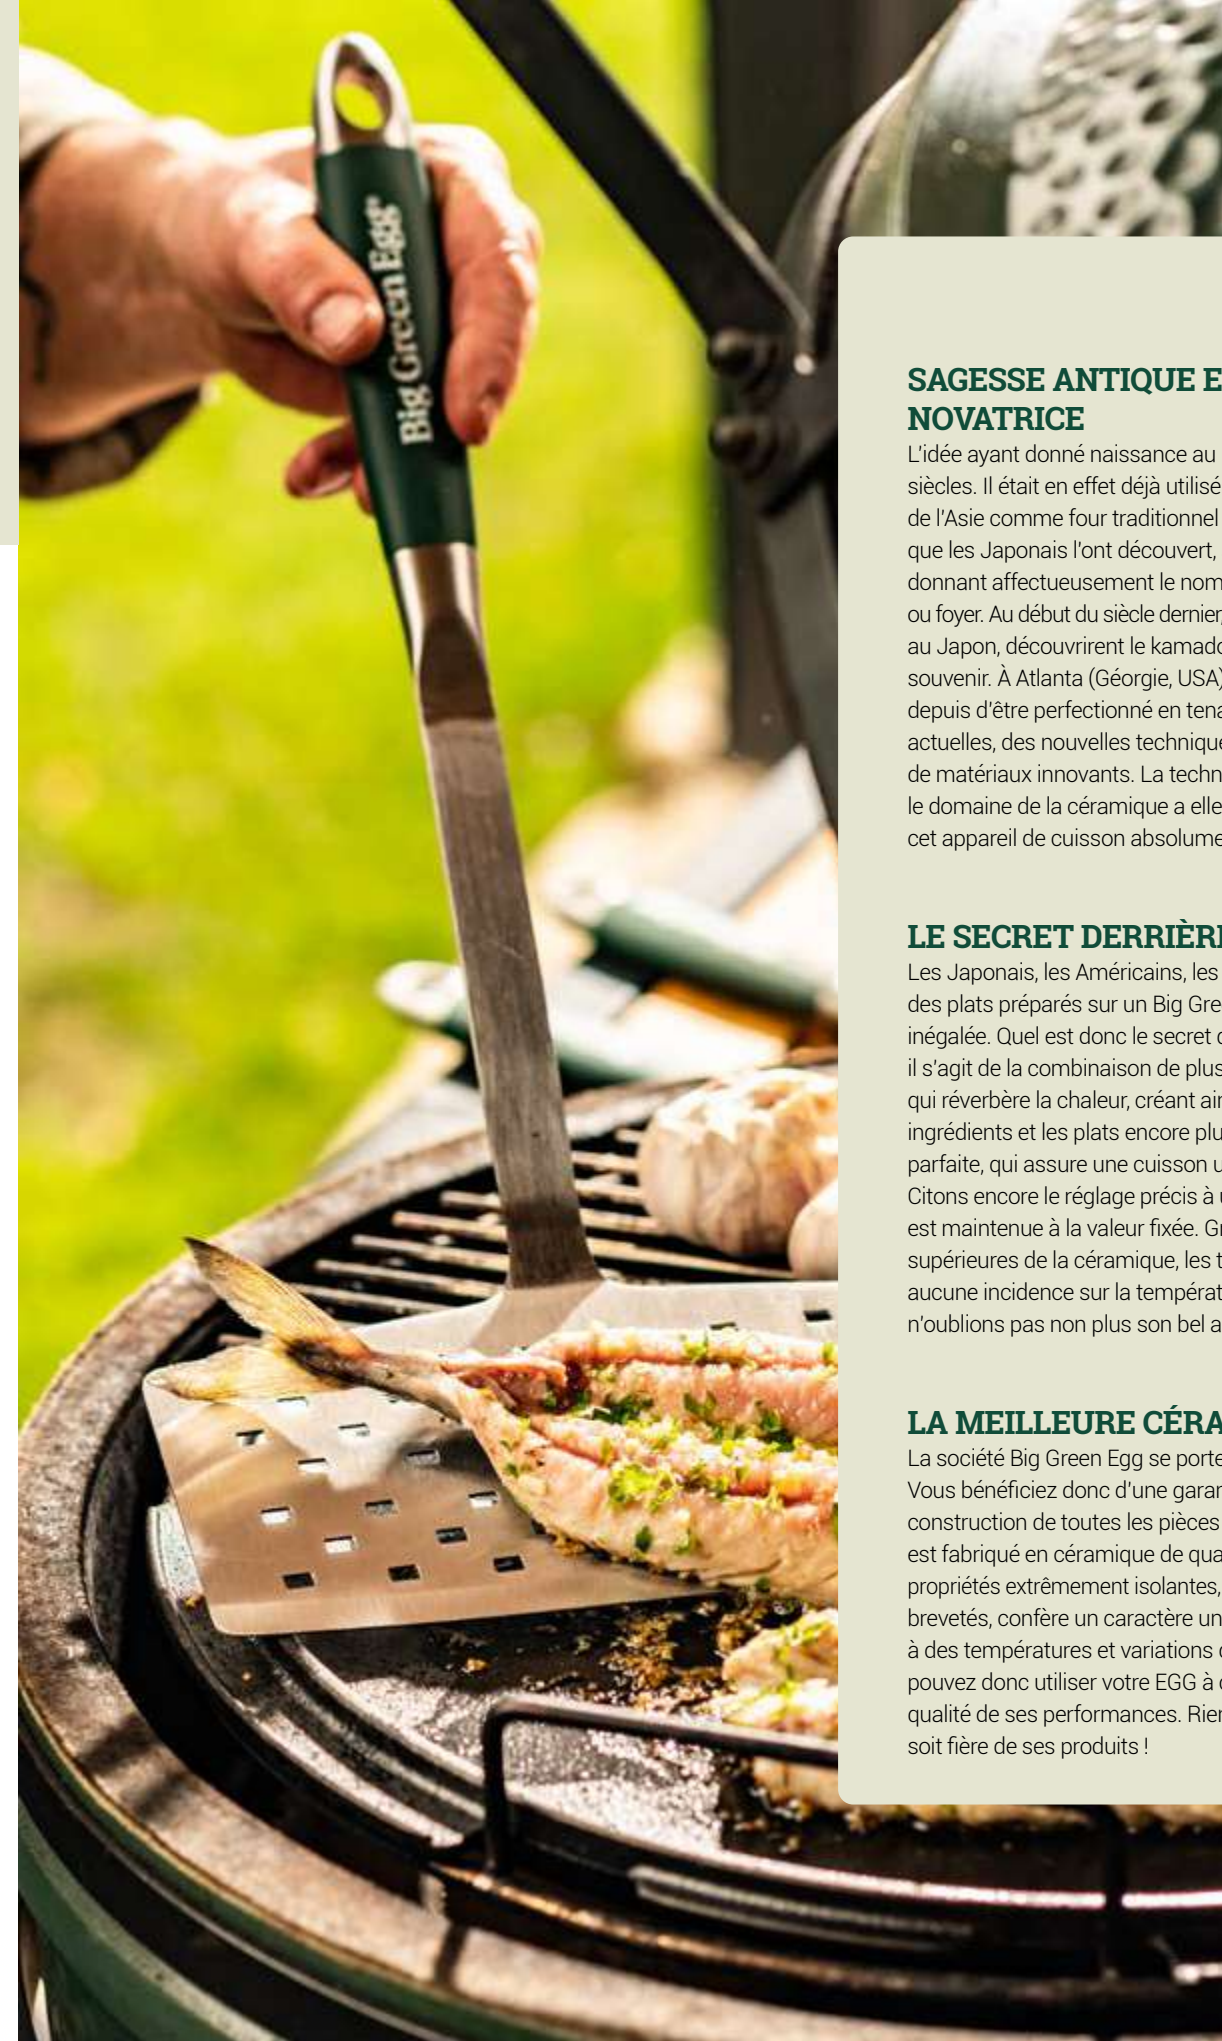 Big Green Egg®
SAGESSE ANTIQUE E
NOVATRICE
L'idée ayant donné naissance au
siècles. Il était en effet déjà utilisé
de l'Asie comme four traditionnel
que les Japonais l'ont découvert,
donnant affectueusement le nom
ou foyer. Au début du siècle dernier,
au Japon, découvrirent le kamado
souvenir. À Atlanta (Géorgie, USA)
depuis d'être perfectionné en tena
actuelles, des nouvelles technique
de matériaux innovants. La techn
le domaine de la céramique a elle
cet appareil de cuisson absolume
LE SECRET DERRIÈRE
Les Japonais, les Américains, les
des plats préparés sur un Big Gre
inégalée. Quel est donc le secret
il s'agit de la combinaison de plus
qui réverbère la chaleur, créant ain
ingrédients et les plats encore plu
parfaite, qui assure une cuisson u
Citons encore le réglage précis à
est maintenue à la valeur fixée. Gr
supérieures de la céramique, les t
aucune incidence sur la températ
n'oublions pas non plus son bel a
LA MEILLEURE CÉRA
La société Big Green Egg se porte
Vous bénéficiez donc d'une garan
construction de toutes les pièces
est fabriqué en céramique de qua
propriétés extrêmement isolantes,
brevetés, confère un caractère un
à des températures et variations
pouvez donc utiliser votre EGG à
qualité de ses performances. Rien
soit fière de ses produits !